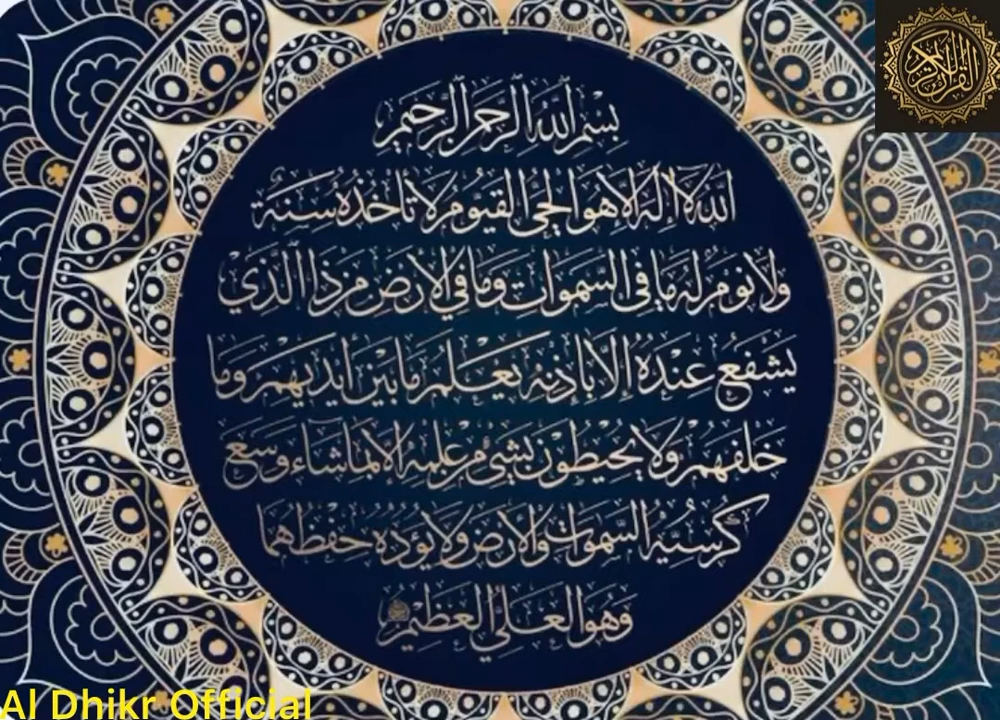 بسم الله الرحمن الرحيم
الله لا إله إلا هو الحي القيوم لا تأخذه سنة
ولا نوم له ما في السموات وما في الأرض من ذا الذي
يشفع عنده إلا بإذنه يعلم ما بين أيديهم وما
خلفهم ولا يحيطون بشيء من علمه إلا بما شاء وسع
كرسيه السموات والأرض ولا يؤده حفظهما
وهو العلي العظيم
القرآن الكريم
Al Dhikr Official